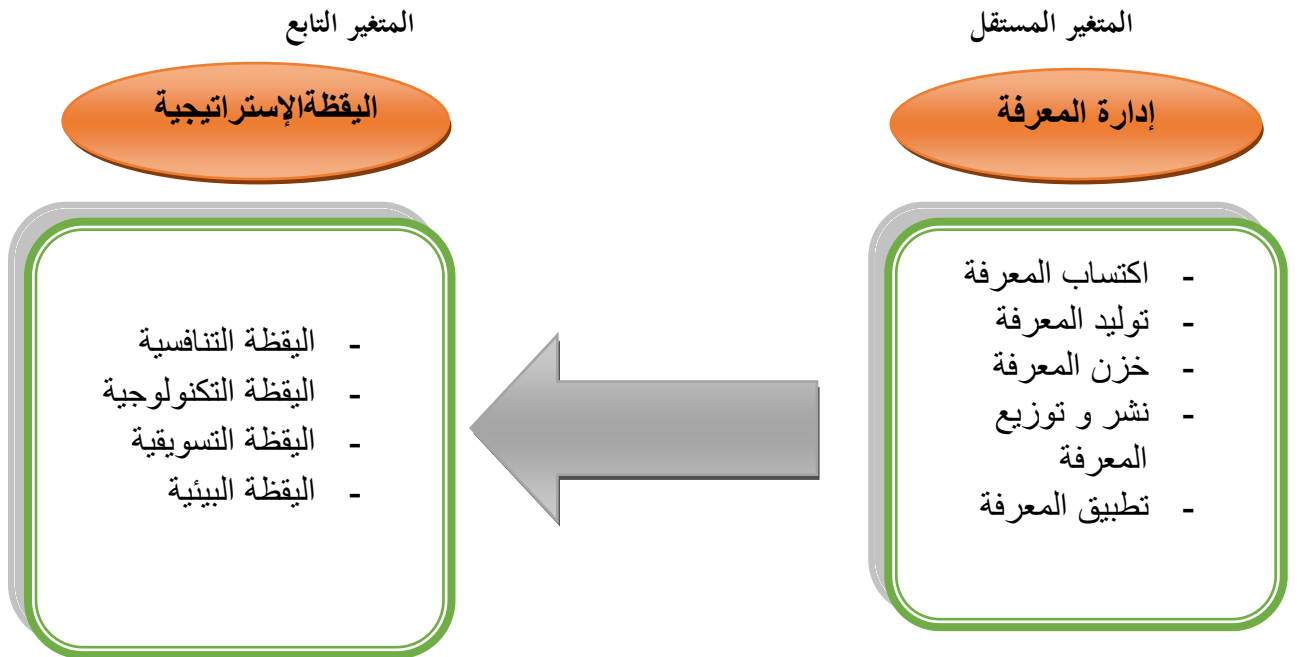 المتغير المستقل
المتغير التابع
إدارة المعرفة
اليقظةالإستراتيجية
- اكتساب المعرفة
- توليد المعرفة
- خزن المعرفة
- نشر و توزيع
المعرفة
- تطبيق المعرفة
- اليقظة التنافسية
- اليقظة التكنولوجية
- اليقظة التسويقية
- اليقظة البيئية